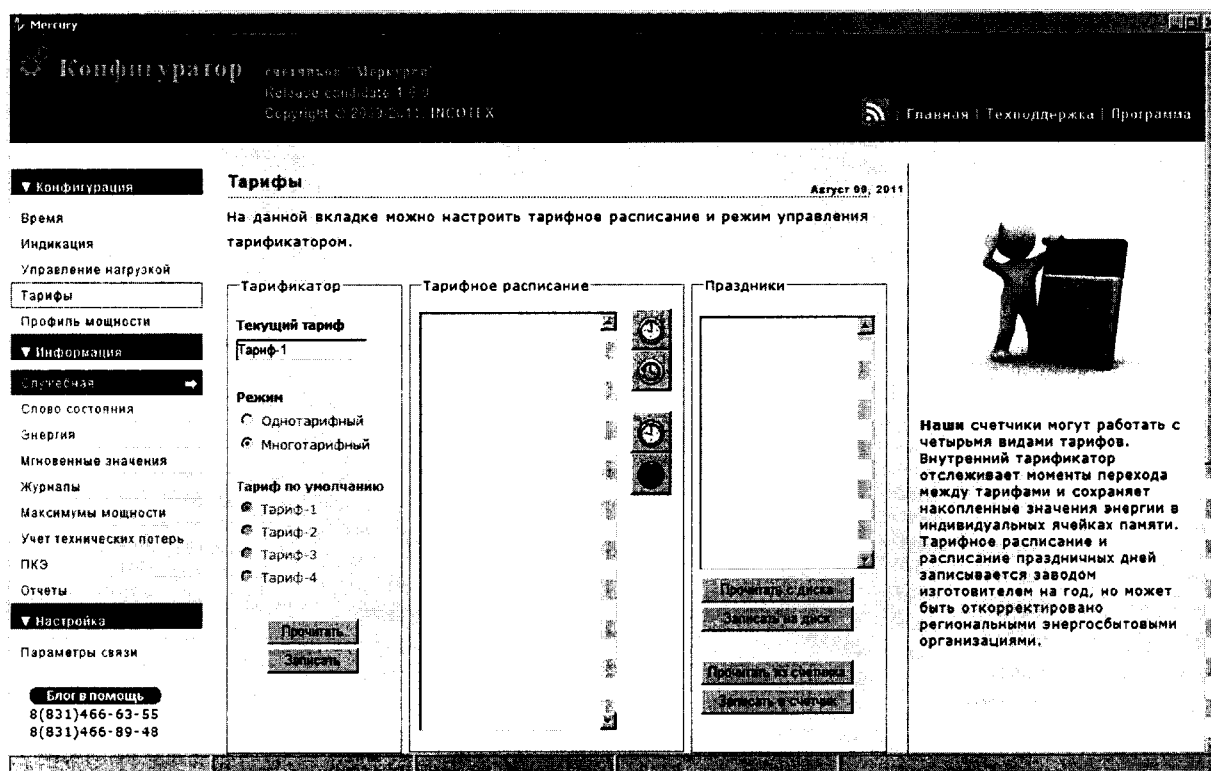 Mercury
Конфигуратор
счетчиков "Меркурий"
Release candidate
Copyright © INCOTEX
Главная | Техподдержка | Программа
▼ Конфигурация
Время
Индикация
Управление нагрузкой
Тарифы
Профиль мощности
▼ Информация
Служебная
Слово состояния
Энергия
Мгновенные значения
Журналы
Максимумы мощности
Учет технических потерь
ПКЭ
Отчеты
▼ Настройка
Параметры связи
Блог в помощь
8(831)466-63-55
8(831)466-89-48
Тарифы
Август 09, 2011
На данной вкладке можно настроить тарифное расписание и режим управления
тарификатором.
Тарификатор
Текущий тариф
Тариф-1
Режим
Однотарифный
Многотарифный
Тариф по умолчанию
Тариф-1
Тариф-2
Тариф-3
Тариф-4
Прочитать
Записать
Тарифное расписание
Праздники
Прочитать с диска
Записать на диск
Прочитать из счетчика
Записать в счетчик
Наши счетчики могут работать с
четырьмя видами тарифов.
Внутренний тарификатор
отслеживает моменты перехода
между тарифами и сохраняет
накопленные значения энергии в
индивидуальных ячейках памяти.
Тарифное расписание и
расписание праздничных дней
записывается заводом
изготовителем на год, но может
быть откорректировано
региональными энергосбытовыми
организациями.